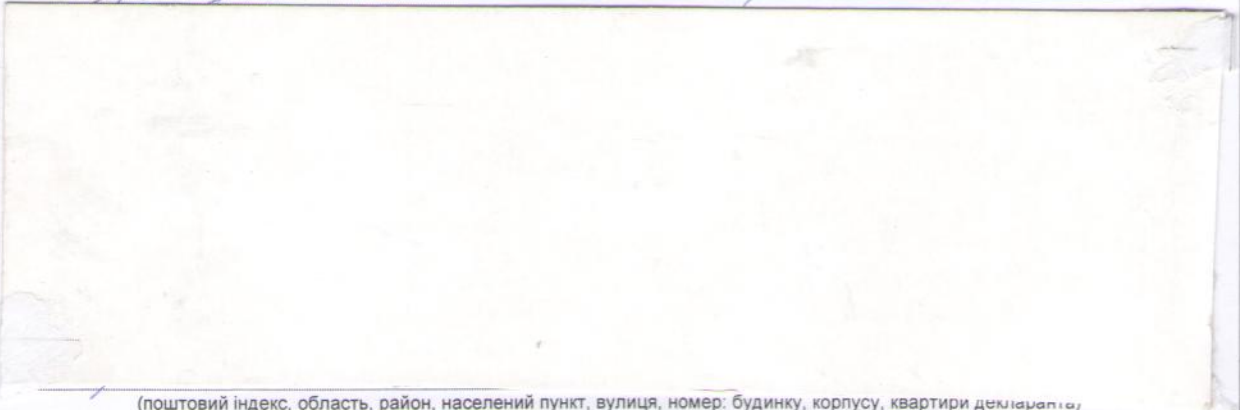 (поштовий індекс, область, район, населений пункт, вулиця, номер: будинку, корпусу, квартири декларанта)